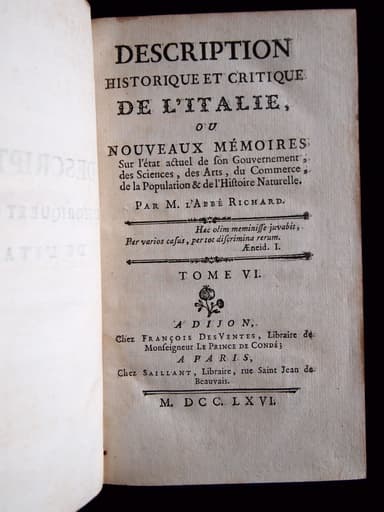 DESCRIPTION
HISTORIQUE ET CRITIQUE
DE L'ITALIE,
OU
NOUVEAUX MÉMOIRES
Sur l'état actuel de son Gouvernement,
des Sciences, des Arts, du Commerce,
de la Population & de l'Histoire Naturelle.
PAR M. L'ABBÉ RICHARD.
Hæc olim meminisse juvabit,
Per varios casus, per tot discrimina rerum.
Æneid. I.
TOME VI.
A DIJON,
Chez FRANÇOIS DESVENTES, Libraire de
Monseigneur LE PRINCE DE CONDÉ;
A PARIS,
Chez SAILLANT, Libraire, rue Saint Jean de
Beauvais.
M. DCC. LXVI.